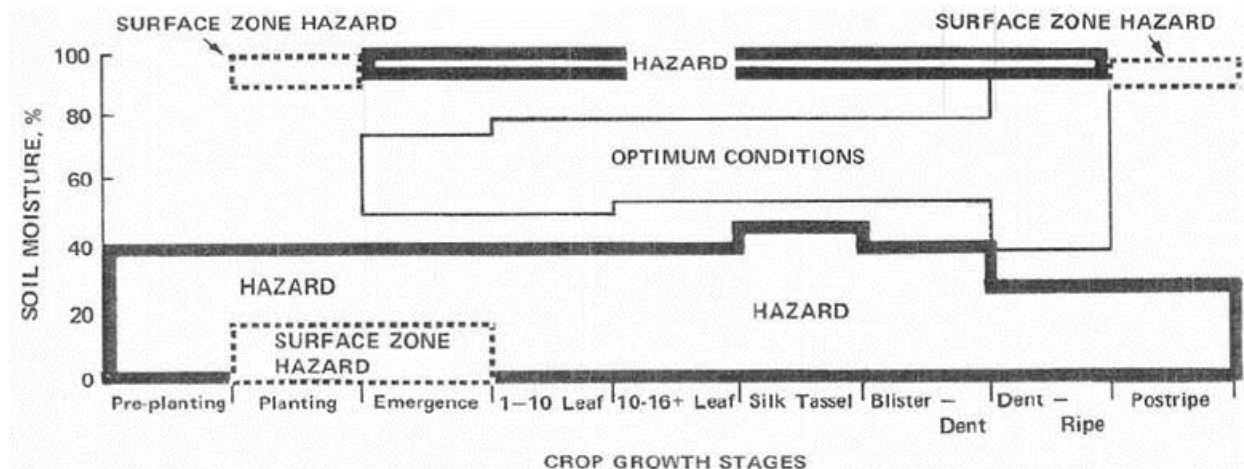 SURFACE ZONE HAZARD
SURFACE ZONE HAZARD
100
HAZARD
80
OPTIMUM CONDITIONS
60
SOIL MOISTURE, %
40
HAZARD
20
HAZARD
SURFACE ZONE
HAZARD
0
Pre-planting Planting Emergence 1—10 Leaf 10-16+ Leaf Silk Tassel Blister — Dent — Postripe
Dent Ripe
CROP GROWTH STAGES